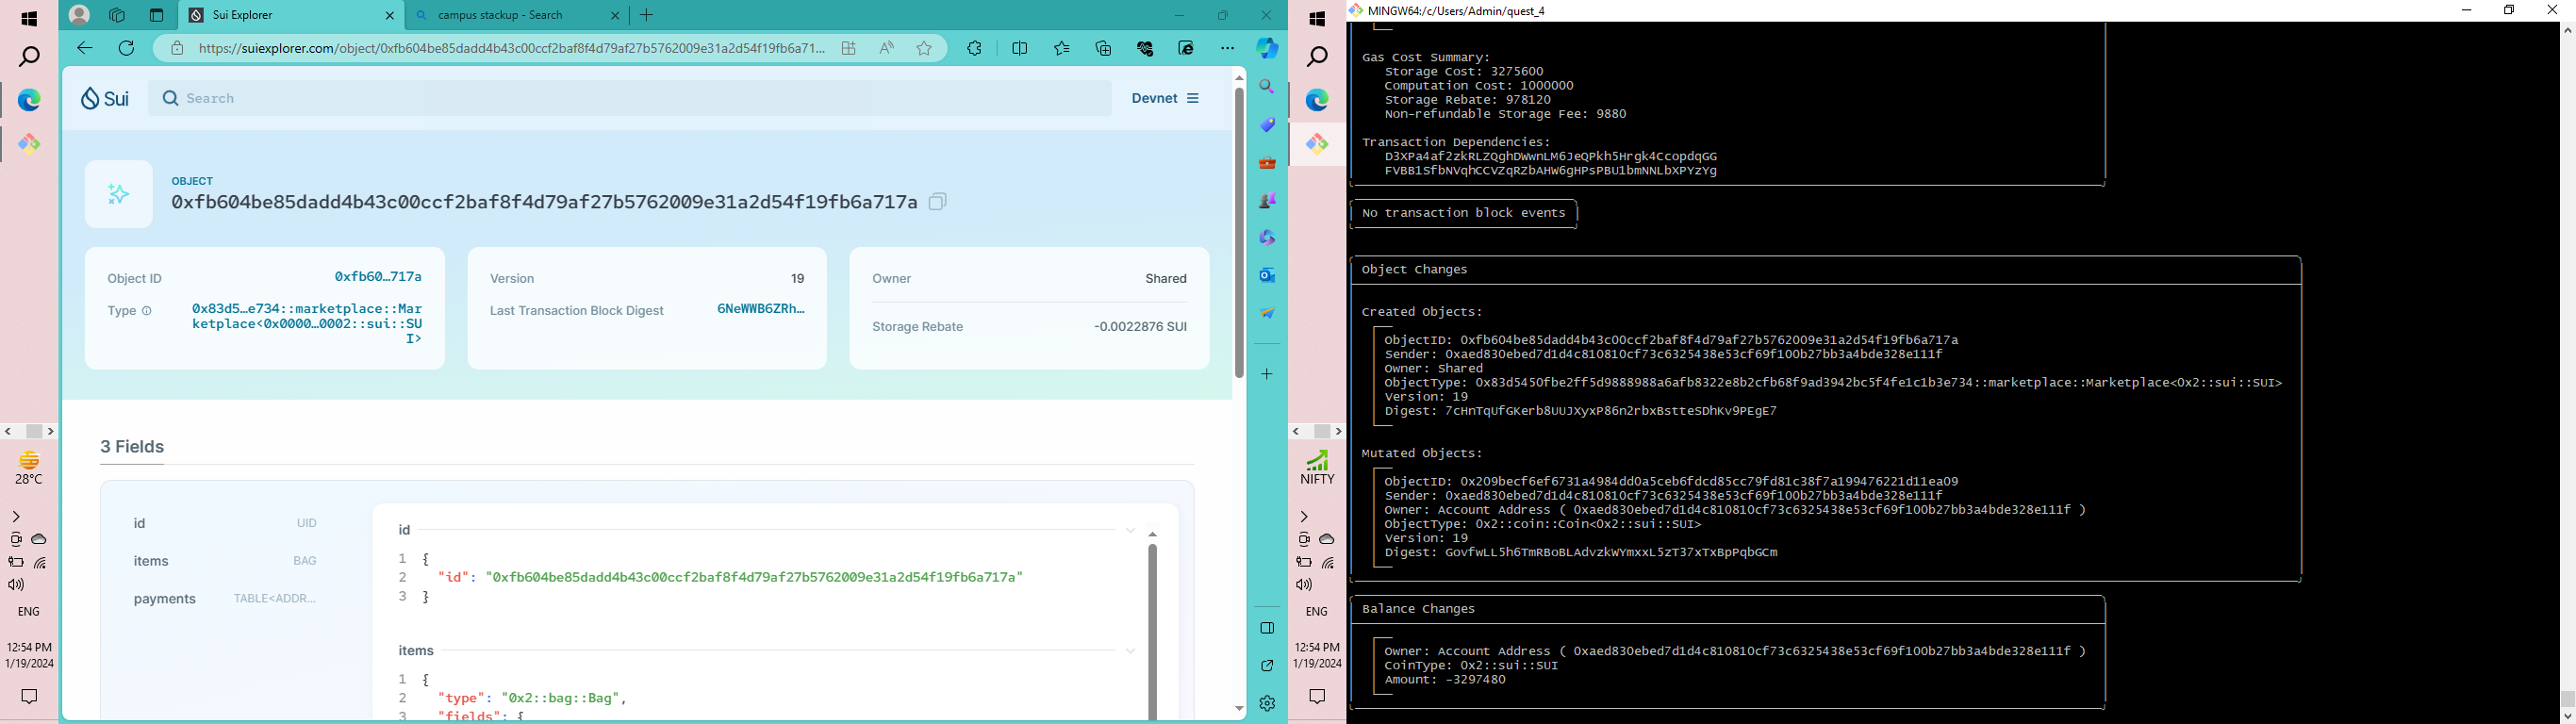 Sui Explorer
campus stackup - Search
https://suiexplorer.com/object/0xfb604be85dadd4b43c00ccf2baf8f4d79af27b5762009e31a2d54f19fb6a71...
Sui
Search
Devnet
OBJECT
0xfb604be85dadd4b43c00ccf2baf8f4d79af27b5762009e31a2d54f19fb6a717a
Object ID
0xfb60…717a
Type
0x83d5…e734::marketplace::Mar
ketplace<0x0000…0002::sui::SU
I>
Version
19
Last Transaction Block Digest
6NeWWB6ZRh…
Owner
Shared
Storage Rebate
-0.0022876 SUI
3 Fields
id
UID
items
BAG
payments
TABLE<ADDR...
id
1 {
2 "id": "0xfb604be85dadd4b43c00ccf2baf8f4d79af27b5762009e31a2d54f19fb6a717a"
3 }
items
1 {
2 "type": "0x2::bag::Bag",
3 "fields": {
28°C
ENG
12:54 PM
1/19/2024
NIFTY
ENG
12:54 PM
1/19/2024
MINGW64:/c/Users/Admin/quest_4
Gas Cost Summary:
Storage Cost: 3275600
Computation Cost: 1000000
Storage Rebate: 978120
Non-refundable Storage Fee: 9880
Transaction Dependencies:
D3XPa4af2zkRLZQghDWwnLM6JeQPkh5Hrgk4CcopdqGG
FVBB1SfbNVqhCCVZqRZbAHW6gHPsPBU1bmNNLbXPYzYg
No transaction block events
Object Changes
Created Objects:
ObjectID: 0xfb604be85dadd4b43c00ccf2baf8f4d79af27b5762009e31a2d54f19fb6a717a
Sender: 0xaed830ebed7d1d4c810810cf73c6325438e53cf69f100b27bb3a4bde328e111f
Owner: Shared
ObjectType: 0x83d5450fbe2ff5d9888988a6afb8322e8b2cfb68f9ad3942bc5f4fe1c1b3e734::marketplace::Marketplace<0x2::sui::SUI>
Version: 19
Digest: 7cHnTqUfGKerb8UUJXyxP86n2rbxBstteSDhKv9PEgE7
Mutated Objects:
ObjectID: 0x209becf6ef6731a4984dd0a5ceb6fdcd85cc79fd81c38f7a199476221d11ea09
Sender: 0xaed830ebed7d1d4c810810cf73c6325438e53cf69f100b27bb3a4bde328e111f
Owner: Account Address ( 0xaed830ebed7d1d4c810810cf73c6325438e53cf69f100b27bb3a4bde328e111f )
ObjectType: 0x2::coin::Coin<0x2::sui::SUI>
Version: 19
Digest: GovfwLL5h6TmRBoBLAdvzkWYmxxL5zT37xTxBpPqbGCm
Balance Changes
Owner: Account Address ( 0xaed830ebed7d1d4c810810cf73c6325438e53cf69f100b27bb3a4bde328e111f )
CoinType: 0x2::sui::SUI
Amount: -3297480